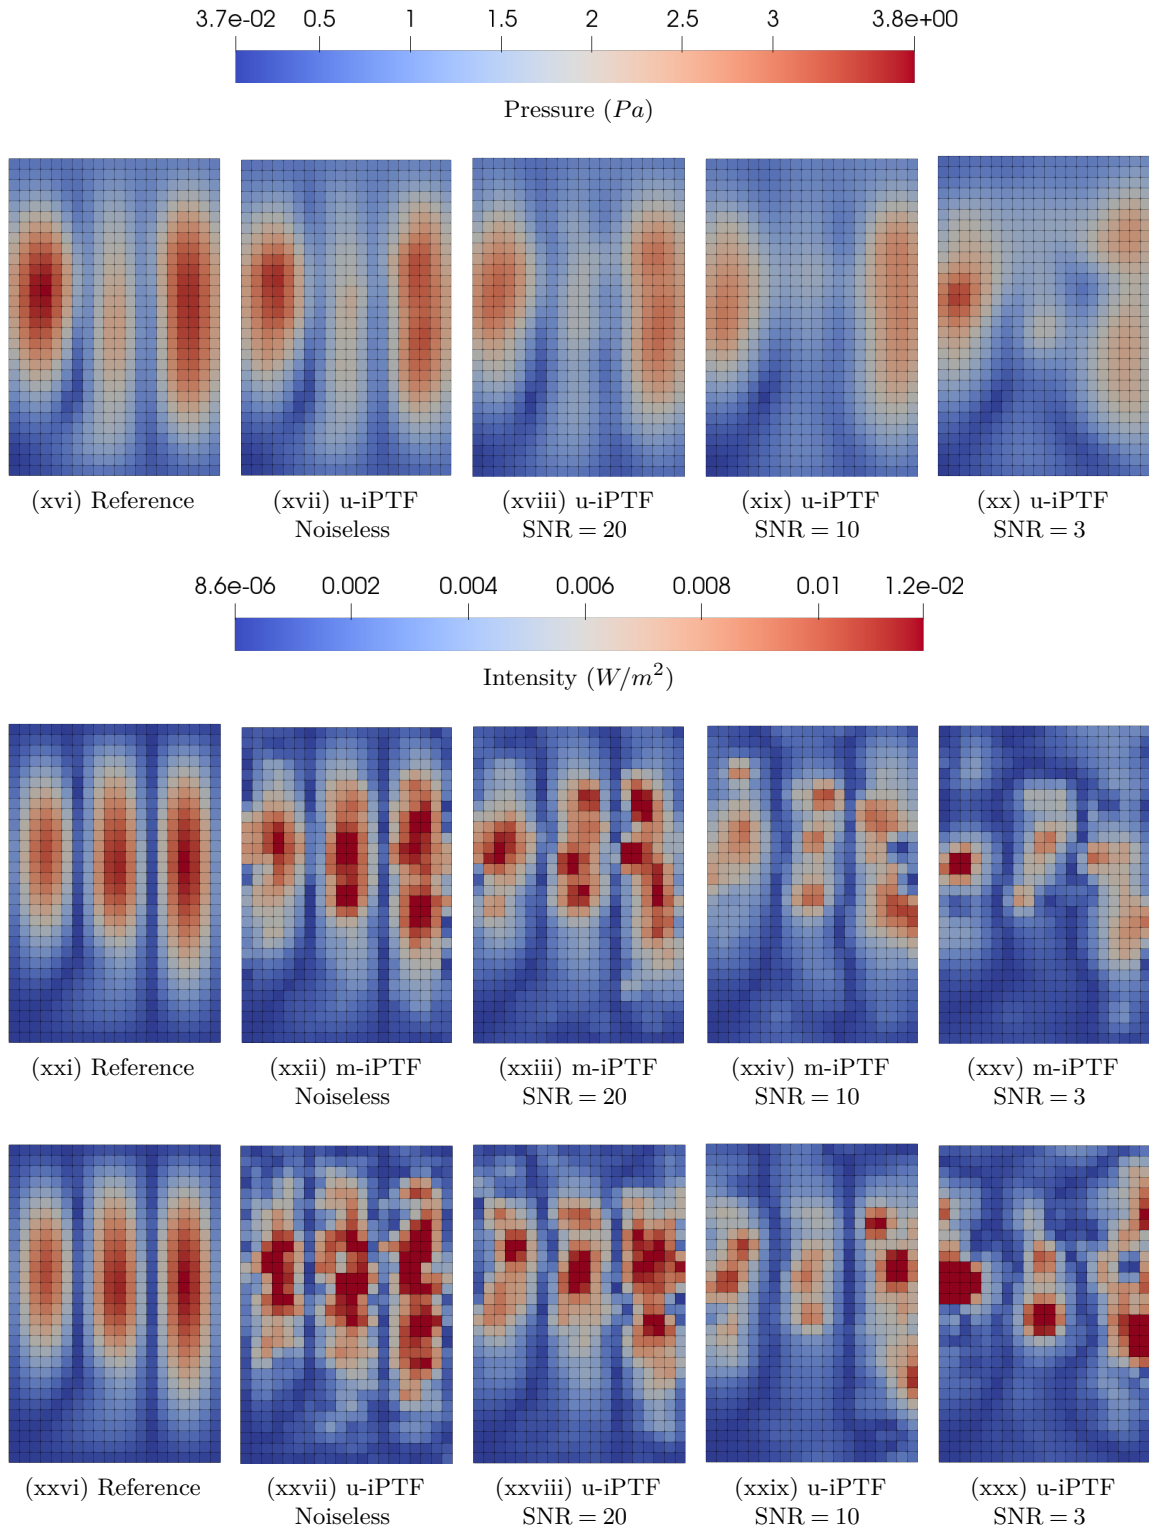 3.7e-02 0.5 1 1.5 2 2.5 3 3.8e+00
Pressure (Pa)
(xvi) Reference (xvii) u-iPTF (xviii) u-iPTF (xix) u-iPTF (xx) u-iPTF
Noiseless SNR = 20 SNR = 10 SNR = 3
8.6e-06 0.002 0.004 0.006 0.008 0.01 1.2e-02
Intensity (W/m²)
(xxi) Reference (xxii) m-iPTF (xxiii) m-iPTF (xxiv) m-iPTF (xxv) m-iPTF
Noiseless SNR = 20 SNR = 10 SNR = 3
(xxvi) Reference (xxvii) u-iPTF (xxviii) u-iPTF (xxix) u-iPTF (xxx) u-iPTF
Noiseless SNR = 20 SNR = 10 SNR = 3